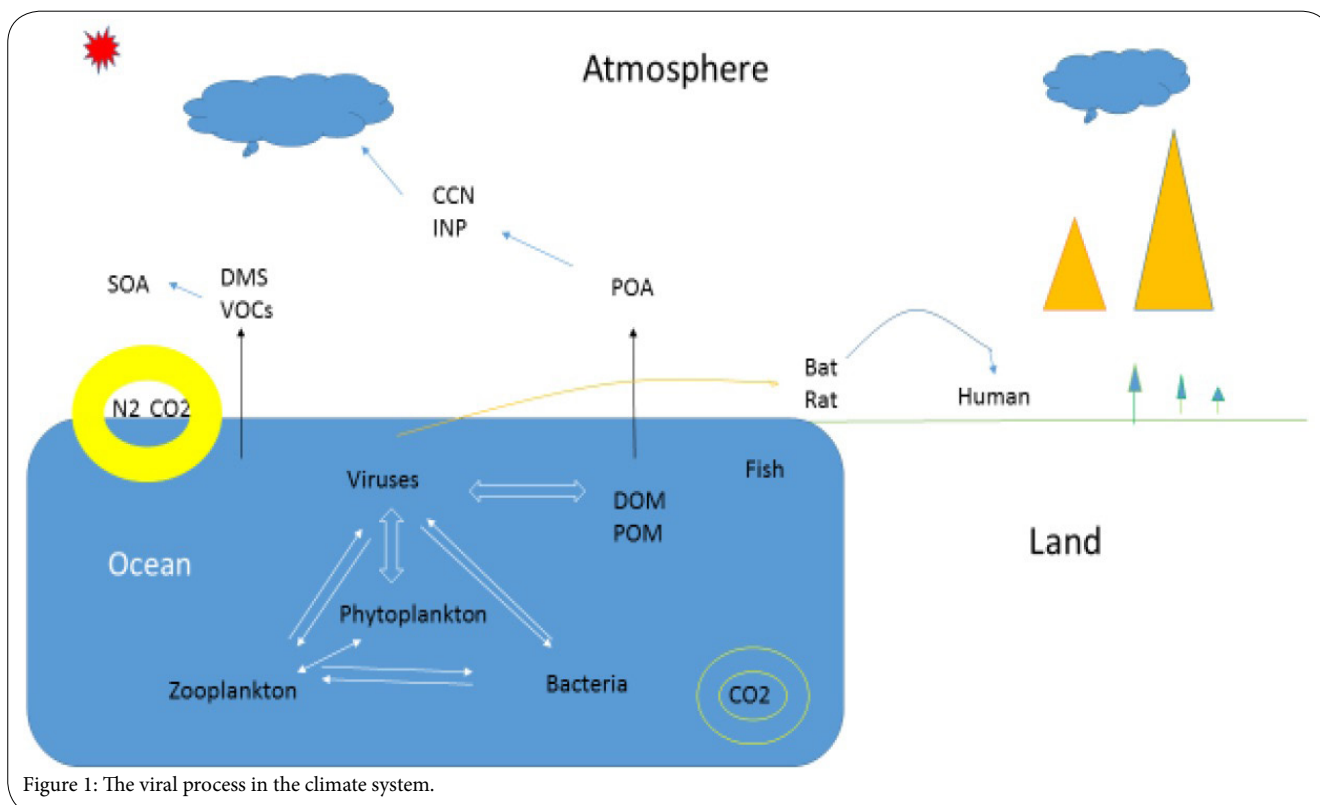 Atmosphere
CCN
INP
SOA
DMS
VOCs
POA
Bat
Rat
Human
N2 CO2
Viruses
Fish
DOM
POM
Ocean
Land
Phytoplankton
Zooplankton
Bacteria
CO2
Figure 1: The viral process in the climate system.